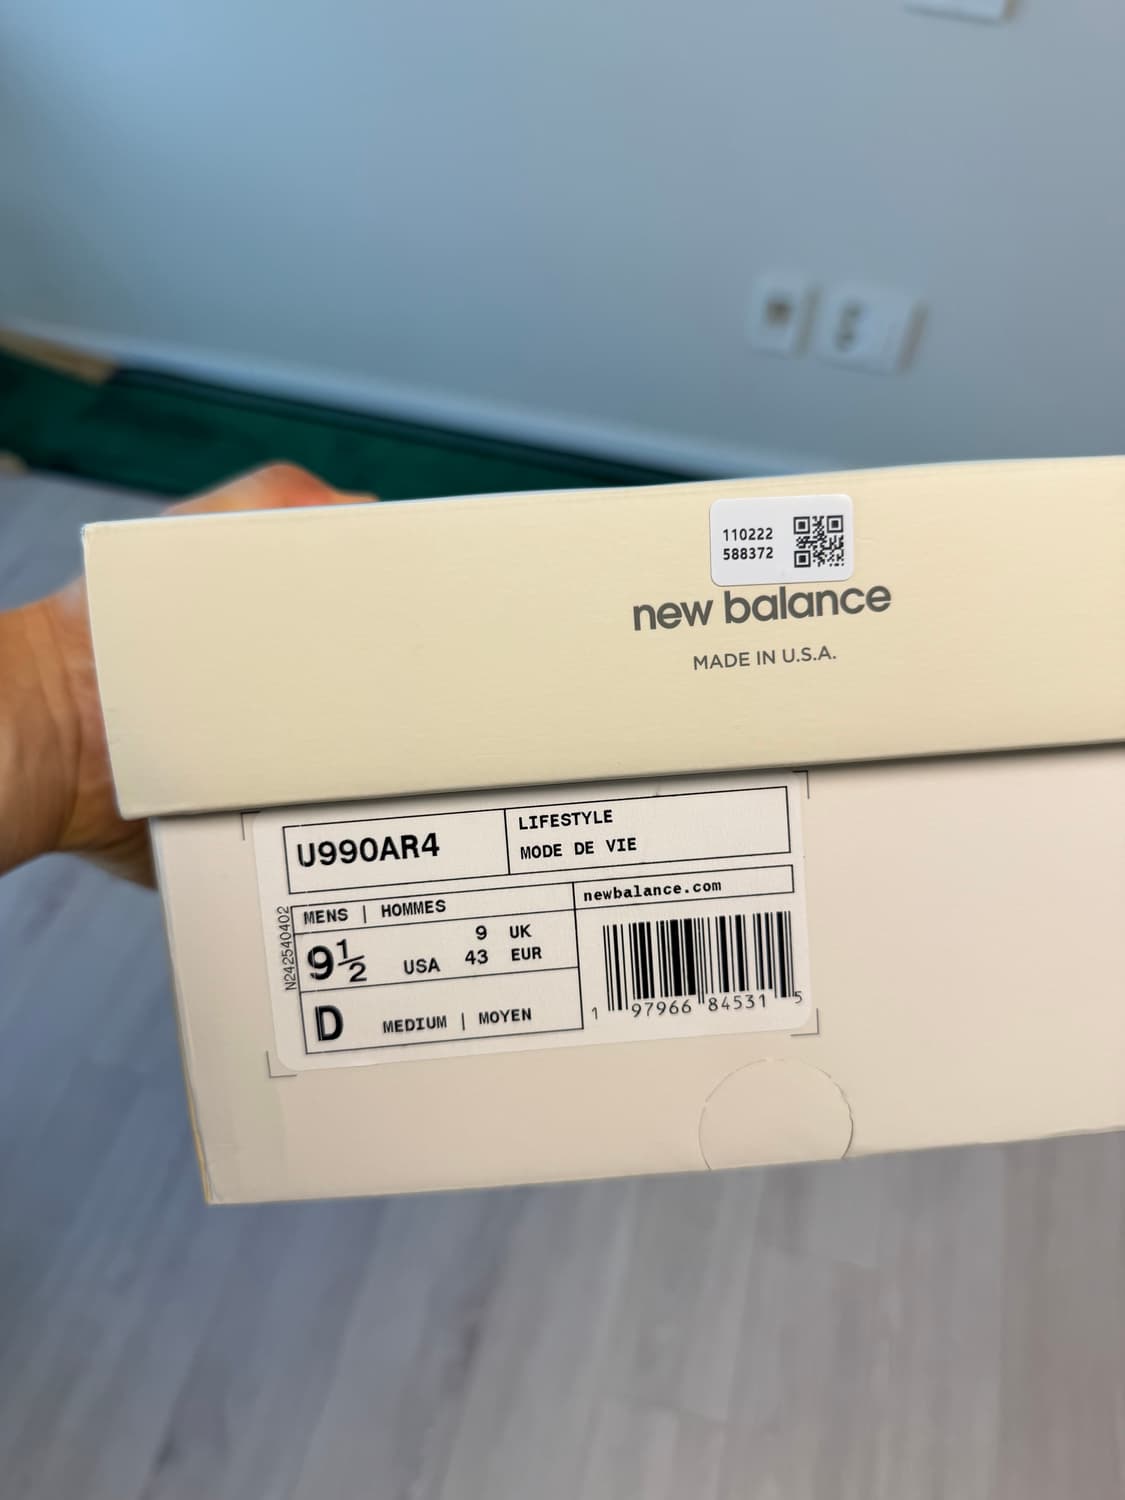 110222
588372
new balance
MADE IN U.S.A.
U990AR4
LIFESTYLE
MODE DE VIE
newbalance.com
MENS | HOMMES
9½ USA 9 UK
43 EUR
D MEDIUM | MOYEN
N242540402
1 97966 84531 5